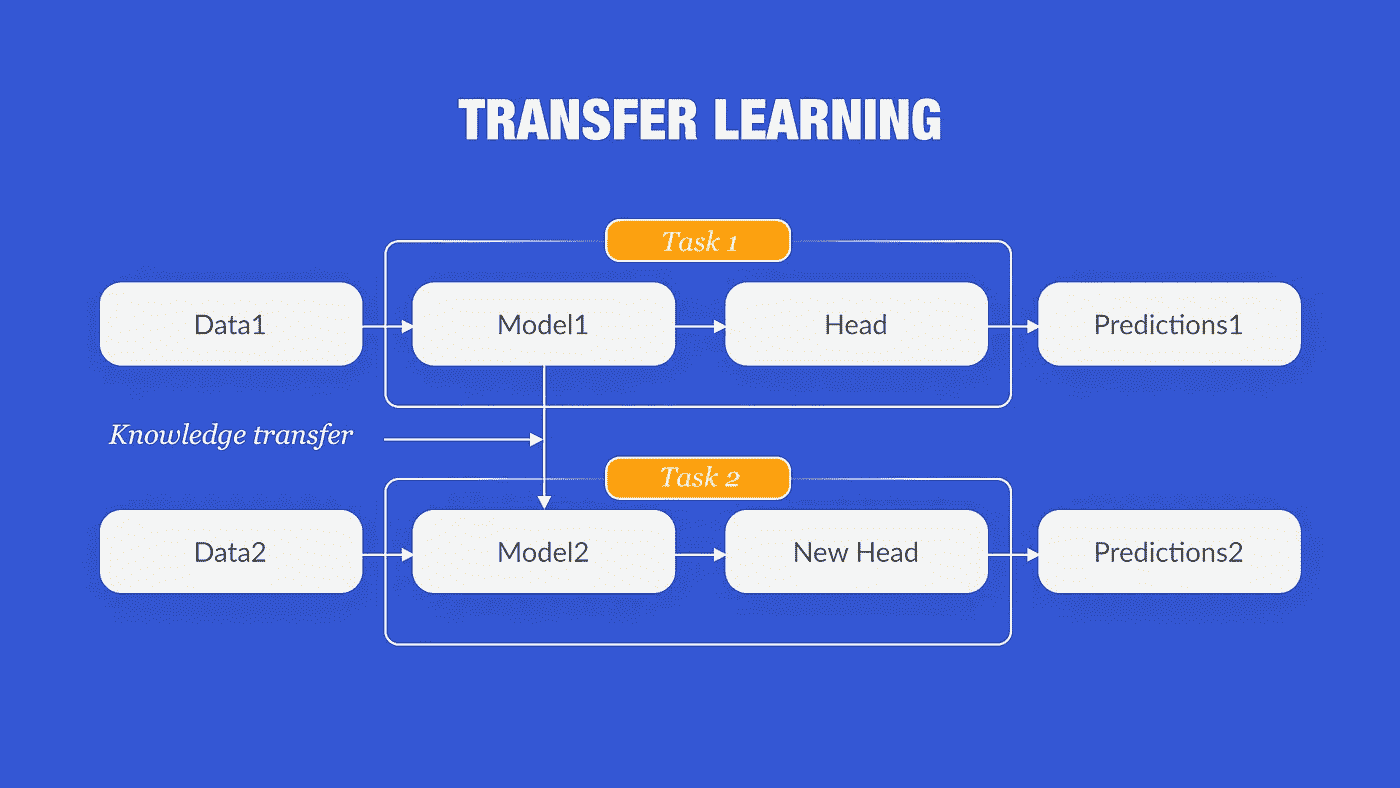 TRANSFER LEARNING
Task 1
Data1
Model1
Head
Predictions1
Knowledge transfer
Task 2
Data2
Model2
New Head
Predictions2